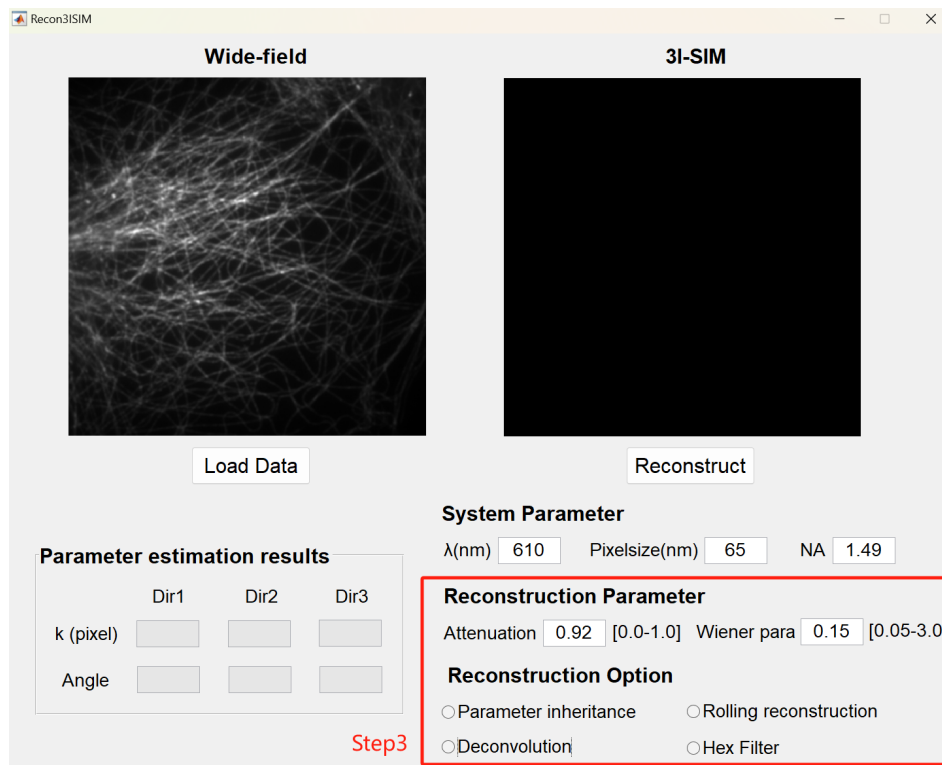 Recon3ISIM
Wide-field
3I-SIM
Load Data
Reconstruct
System Parameter
λ(nm) 610 Pixelsize(nm) 65 NA 1.49
Parameter estimation results
Dir1 Dir2 Dir3
k (pixel)
Angle
Reconstruction Parameter
Attenuation 0.92 [0.0-1.0] Wiener para 0.15 [0.05-3.0
Reconstruction Option
Parameter inheritance Rolling reconstruction
Deconvolution Hex Filter
Step3